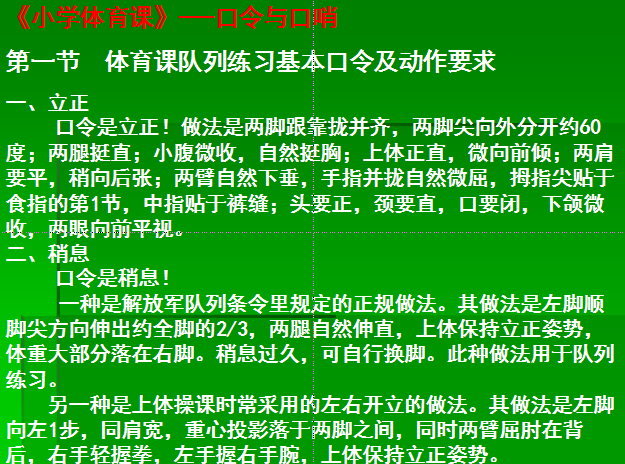 《小学体育课》---口令与口哨
第一节　体育课队列练习基本口令及动作要求
一、立正
口令是立正！做法是两脚跟靠拢并齐，两脚尖向外分开约60
度；两腿挺直；小腹微收，自然挺胸；上体正直，微向前倾；两肩
要平，稍向后张；两臂自然下垂，手指并拢自然微屈，拇指尖贴于
食指的第1节，中指贴于裤缝；头要正，颈要直，口要闭，下颌微
收，两眼向前平视。
二、稍息
口令是稍息！
一种是解放军队列条令里规定的正规做法。其做法是左脚顺
脚尖方向伸出约全脚的2/3，两腿自然伸直，上体保持立正姿势，
体重大部分落在右脚。稍息过久，可自行换脚。此种做法用于队列
练习。
另一种是上体操课时常采用的左右开立的做法。其做法是左脚
向左1步，同肩宽，重心投影落于两脚之间，同时两臂屈肘在背
后，右手轻握拳，左手握右手腕，上体保持立正姿势。